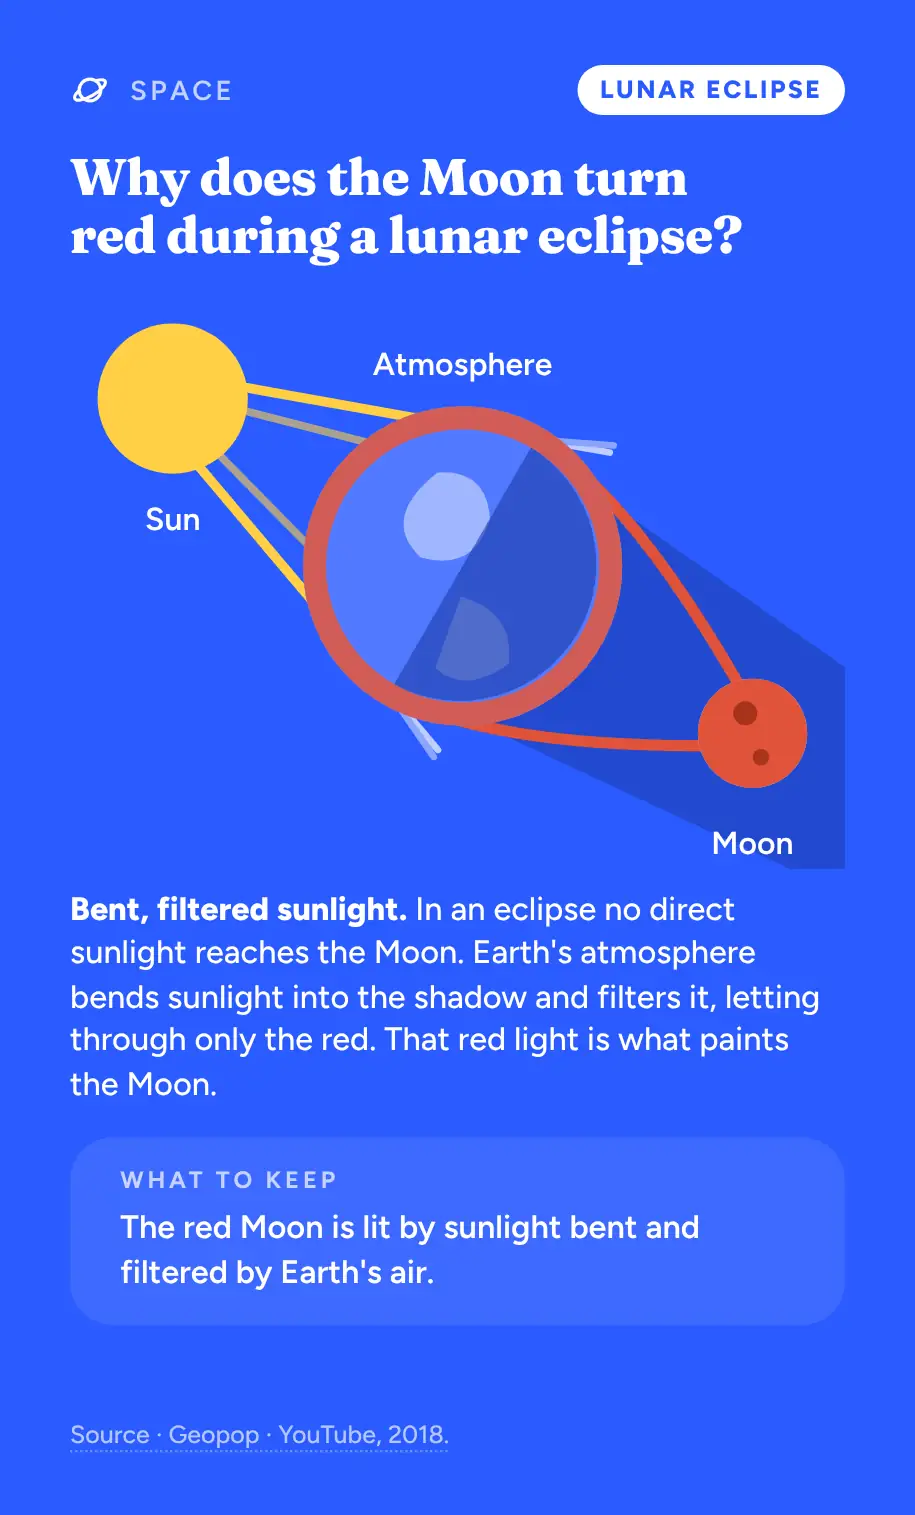 SPACE
LUNAR ECLIPSE
Why does the Moon turn
red during a lunar eclipse?
Atmosphere
Sun
Moon
Bent, filtered sunlight. In an eclipse no direct
sunlight reaches the Moon. Earth's atmosphere
bends sunlight into the shadow and filters it, letting
through only the red. That red light is what paints
the Moon.
WHAT TO KEEP
The red Moon is lit by sunlight bent and
filtered by Earth's air.
Source · Geopop · YouTube, 2018.